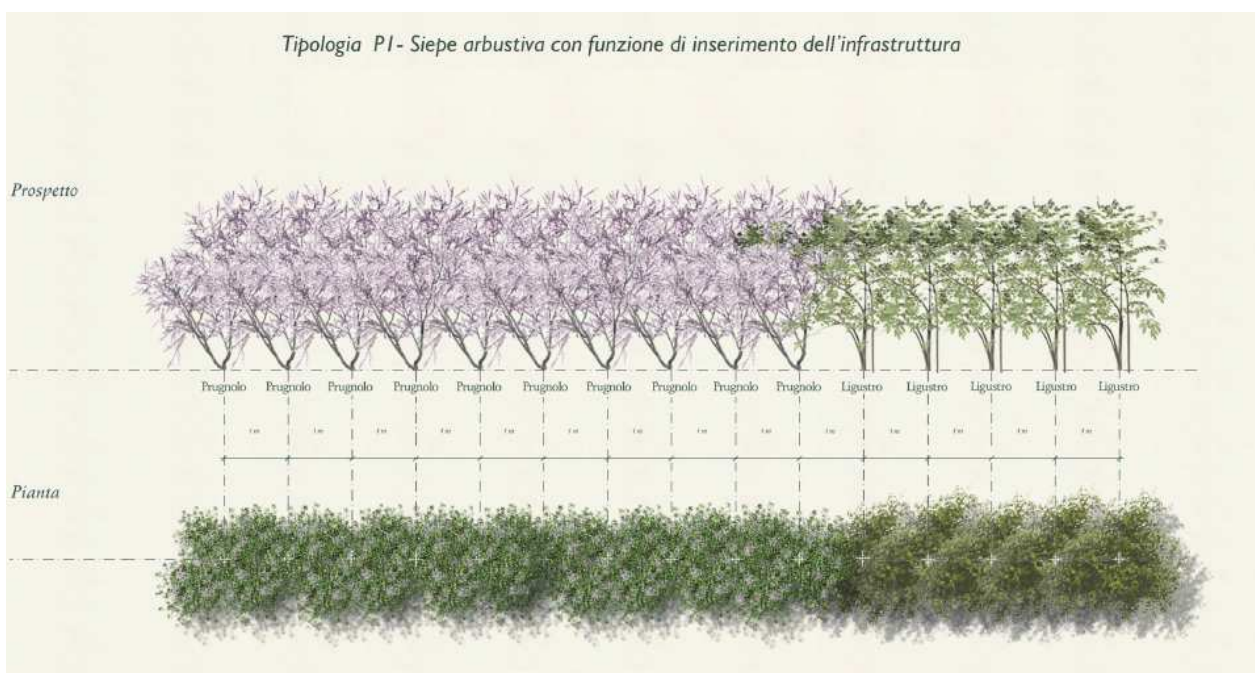 Tipologia P1- Siepe arbustiva con funzione di inserimento dell'infrastruttura
Prospetto
Prugnolo Prugnolo Prugnolo Prugnolo Prugnolo Prugnolo Prugnolo Prugnolo Prugnolo Prugnolo Ligustro Ligustro Ligustro Ligustro Ligustro
Pianta